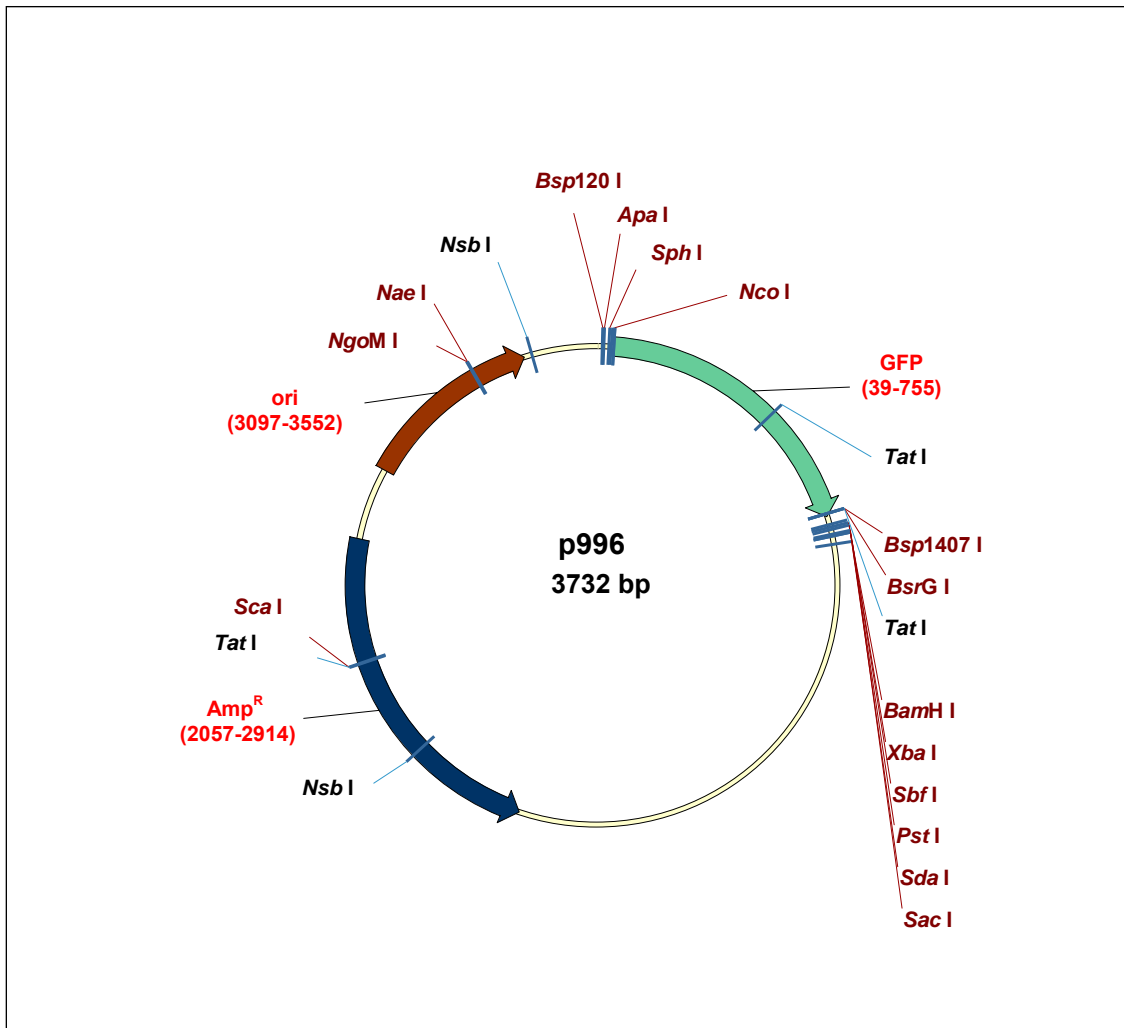 Bsp120 I
Apa I
Sph I
Nsb I
Nco I
Nae I
NgoM I
GFP
(39-755)
ori
(3097-3552)
Tat I
p996
3732 bp
Bsp1407 I
BsrG I
Tat I
Sca I
Tat I
AmpR
(2057-2914)
Nsb I
BamH I
Xba I
Sbf I
Pst I
Sda I
Sac I